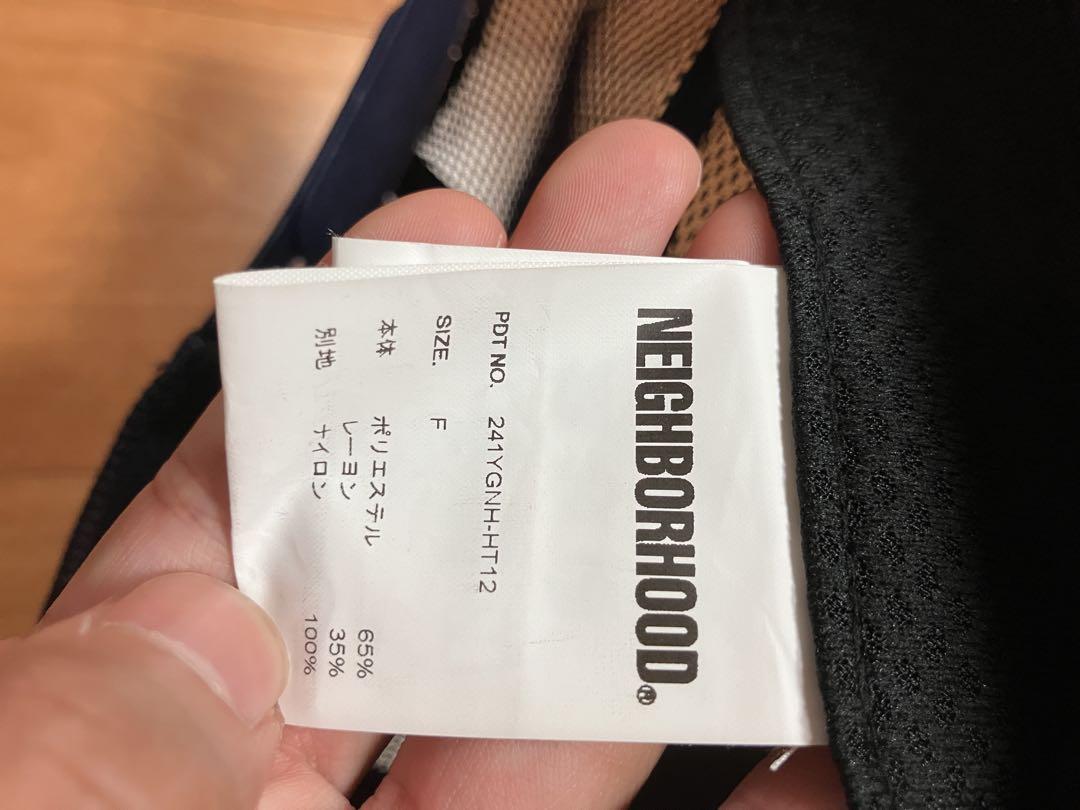 NEIGHBORHOOD®
PDT NO. 241YGNH-HT12
SIZE. F
本体 ポリエステル 65%
レーヨン 35%
別地 ナイロン 100%